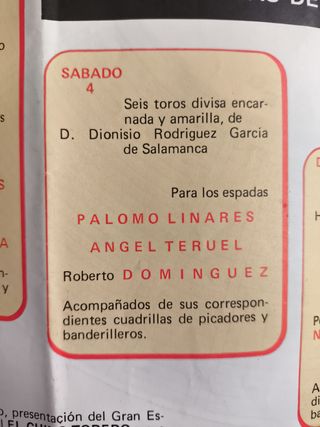 SABADO
4
Seis toros divisa encar-
nada y amarilla, de
D. Dionisio Rodriguez Garcia
de Salamanca
Para los espadas
PALOMO LINARES
ANGEL TERUEL
Roberto DOMINGUEZ
Acompañados de sus correspon-
dientes cuadrillas de picadores y
banderilleros.
presentación del Gran Es-